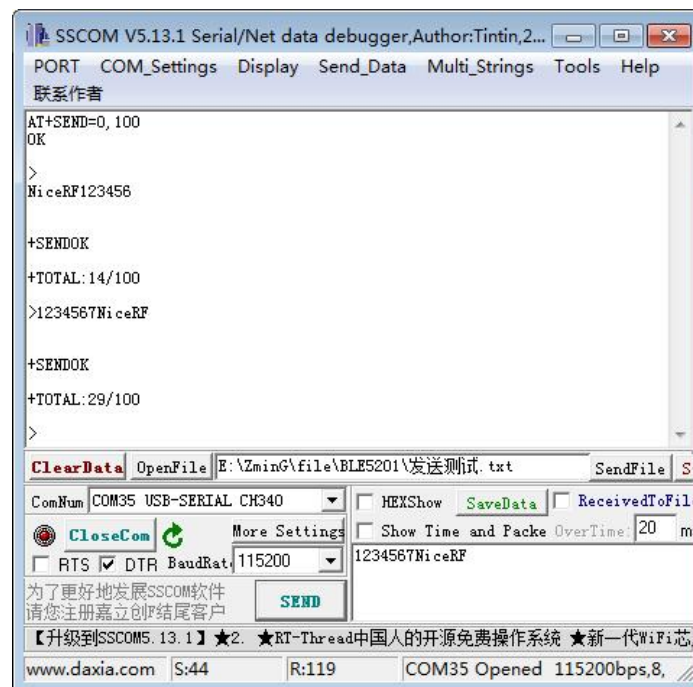 SSCOM V5.13.1 Serial/Net data debugger,Author:Tintin,2...
PORT COM_Settings Display Send_Data Multi_Strings Tools Help
联系作者
AT+SEND=0,100
OK
>
NiceRF123456
+SENDOK
+TOTAL:14/100
>1234567NiceRF
+SENDOK
+TOTAL:29/100
>
ClearData OpenFile E:\ZminG\file\BLE5201\发送测试.txt SendFile S
ComNum COM35 USB-SERIAL CH340 HEXShow SaveData ReceivedToFil
CloseCom More Settings Show Time and Packe OverTime: 20 m
RTS DTR BaudRat 115200 1234567NiceRF
为了更好地发展SSCOM软件
请您注册嘉立创F结尾客户
SEND
【升级到SSCOM5.13.1】★2. ★RT-Thread中国人的开源免费操作系统 ★新一代WiFi芯
www.daxia.com S:44 R:119 COM35 Opened 115200bps,8,